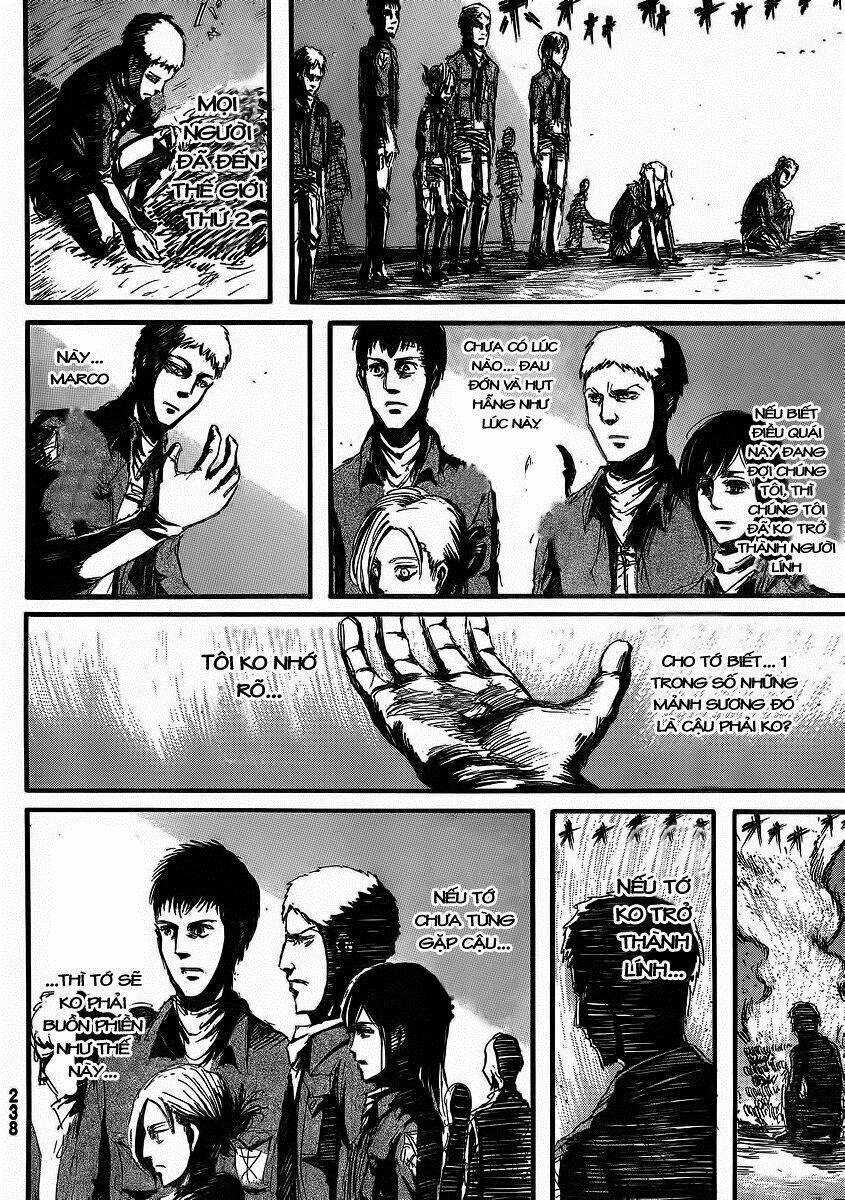 MỌI
NGƯỜI
ĐÃ ĐẾN
THẾ GIỚI
THỨ 2
NÀY...
MARCO
CHƯA CÓ LÚC
NÀO... ĐAU
ĐỚN VÀ HỤT
HẪNG NHƯ
LÚC NÀY
NẾU BIẾT
ĐIỀU QUÁI
NÀY ĐANG
ĐỢI CHÚNG
TÔI, THÌ
CHÚNG TÔI
ĐÃ KO TRỞ
THÀNH NGƯỜI
LÍNH
TÔI KO NHỚ
RÕ...
CHO TỚ BIẾT... 1
TRONG SỐ NHỮNG
MẢNH SƯƠNG ĐÓ
LÀ CẬU PHẢI KO?
NẾU TỚ
KO TRỞ
THÀNH
LÍNH...
NẾU TỚ
CHƯA TỪNG
GẶP CẬU...
...THÌ TỚ SẼ
KO PHẢI
BUỒN PHIỀN
NHƯ THẾ
NÀY...
238